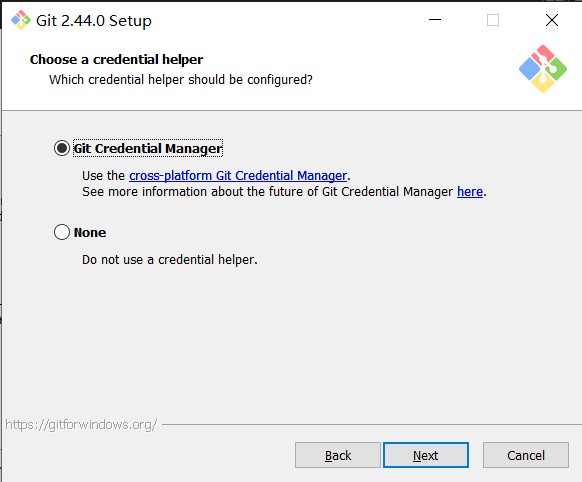 Git 2.44.0 Setup
Choose a credential helper
Which credential helper should be configured?
Git Credential Manager
Use the cross-platform Git Credential Manager.
See more information about the future of Git Credential Manager here.
None
Do not use a credential helper.
https://gitforwindows.org/
Back Next Cancel